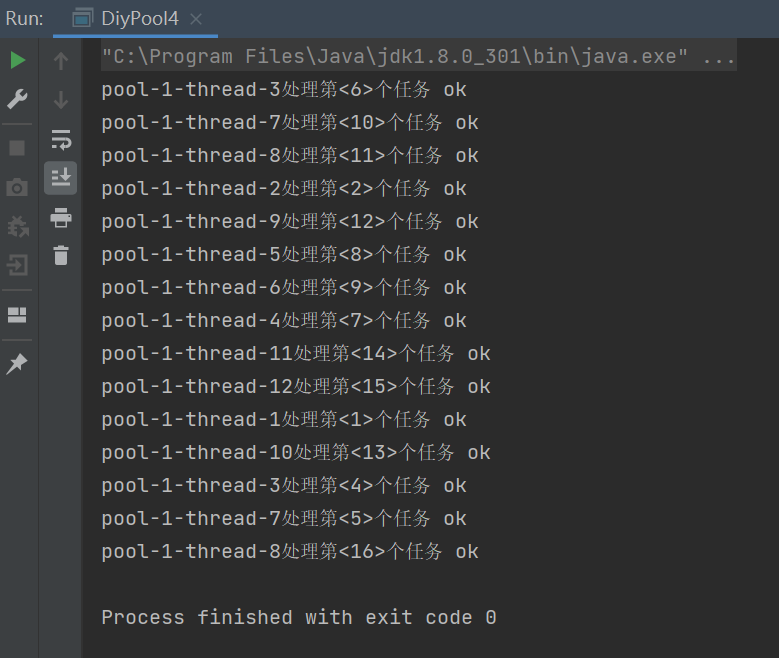 Run: DiyPool4
"C:\Program Files\Java\jdk1.8.0_301\bin\java.exe" ...
pool-1-thread-3处理第<6>个任务 ok
pool-1-thread-7处理第<10>个任务 ok
pool-1-thread-8处理第<11>个任务 ok
pool-1-thread-2处理第<2>个任务 ok
pool-1-thread-9处理第<12>个任务 ok
pool-1-thread-5处理第<8>个任务 ok
pool-1-thread-6处理第<9>个任务 ok
pool-1-thread-4处理第<7>个任务 ok
pool-1-thread-11处理第<14>个任务 ok
pool-1-thread-12处理第<15>个任务 ok
pool-1-thread-1处理第<1>个任务 ok
pool-1-thread-10处理第<13>个任务 ok
pool-1-thread-3处理第<4>个任务 ok
pool-1-thread-7处理第<5>个任务 ok
pool-1-thread-8处理第<16>个任务 ok
Process finished with exit code 0